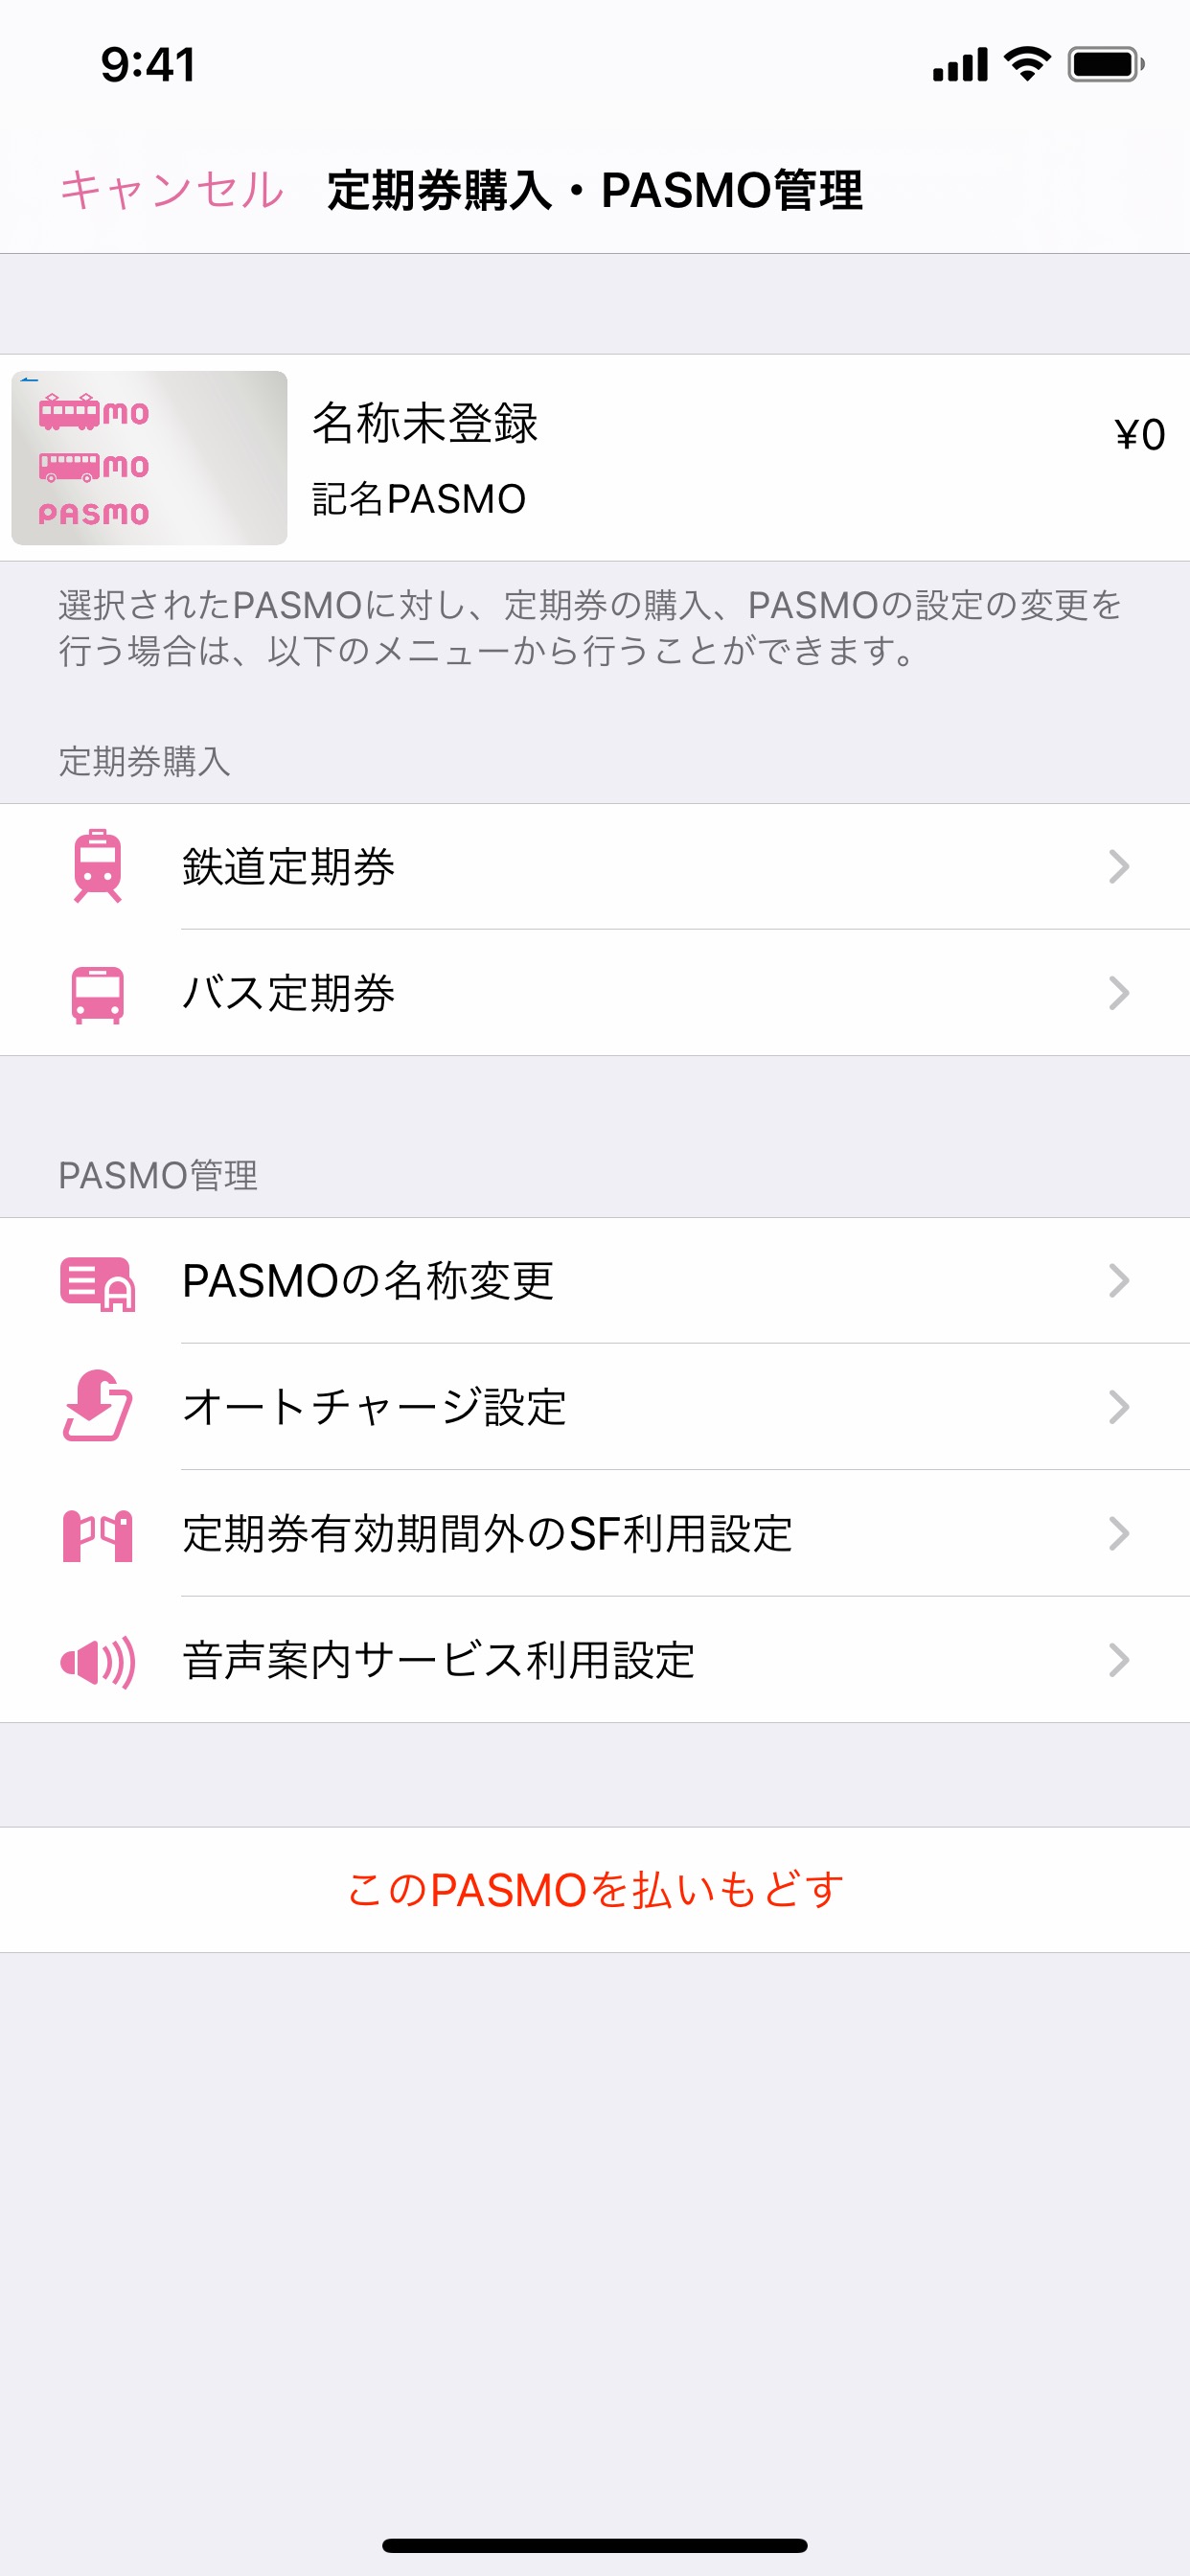 9:41
キャンセル 定期券購入・PASMO管理
mo
mo
PASMO
名称未登録
¥0
記名PASMO
選択されたPASMOに対し、定期券の購入、PASMOの設定の変更を
行う場合は、以下のメニューから行うことができます。
定期券購入
鉄道定期券
バス定期券
PASMO管理
PASMOの名称変更
オートチャージ設定
定期券有効期間外のSF利用設定
音声案内サービス利用設定
このPASMOを払いもどす